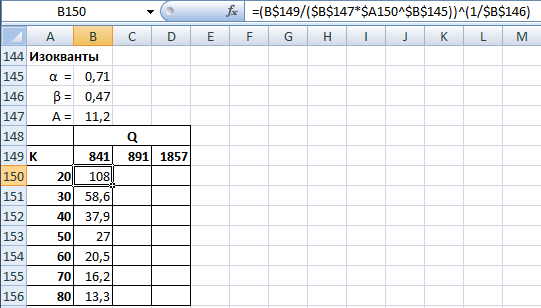 B150 fx =(B$149/($B$147*$A150^$B$145))^(1/$B$146)
A B C D E F G H I J K L M
144 Изокванты
145 α = 0,71
146 β = 0,47
147 A = 11,2
148 Q
149 K 841 891 1857
150 20 108
151 30 58,6
152 40 37,9
153 50 27
154 60 20,5
155 70 16,2
156 80 13,3